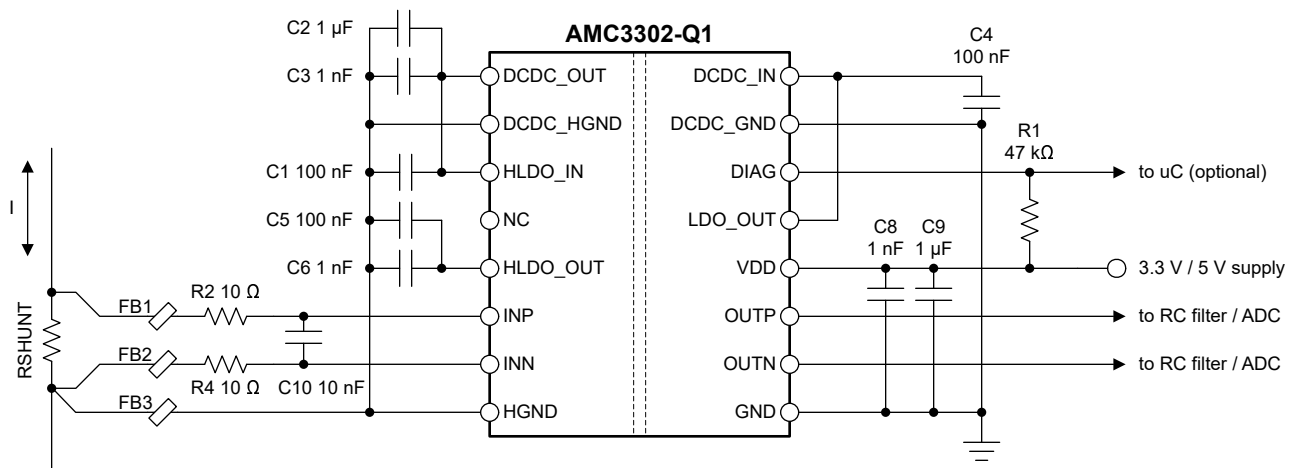 AMC3302-Q1
C2 1 µF
C3 1 nF
C1 100 nF
C5 100 nF
C6 1 nF
I
RSHUNT
FB1
R2 10 Ω
FB2
R4 10 Ω
C10 10 nF
FB3
DCDC_OUT
DCDC_HGND
HLDO_IN
NC
HLDO_OUT
INP
INN
HGND
DCDC_IN
DCDC_GND
DIAG
LDO_OUT
VDD
OUTP
OUTN
GND
C4
100 nF
R1
47 kΩ
C8
1 nF
C9
1 µF
to uC (optional)
3.3 V / 5 V supply
to RC filter / ADC
to RC filter / ADC